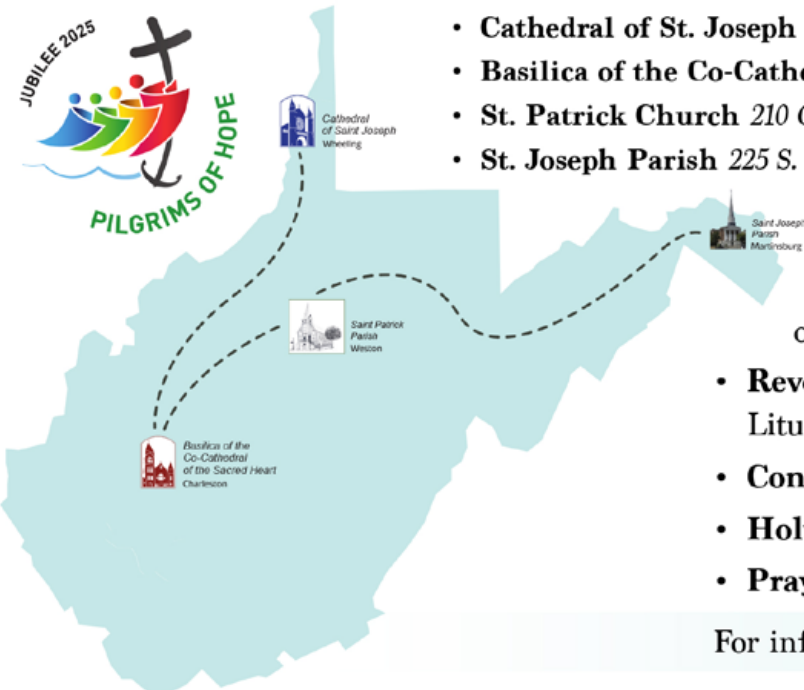 JUBILEE 2025
PILGRIMS OF HOPE
• Cathedral of St. Joseph
• Basilica of the Co-Cathe
• St. Patrick Church 210
• St. Joseph Parish 225 S.
Cathedral
of Saint Joseph
Wheeling
Saint Joseph
Parish
Martinsburg
Saint Patrick
Parish
Weston
Basilica of the
Co-Cathedral
of the Sacred Heart
Charleston
• Rev
Litu
• Con
• Hol
• Pray
For inf